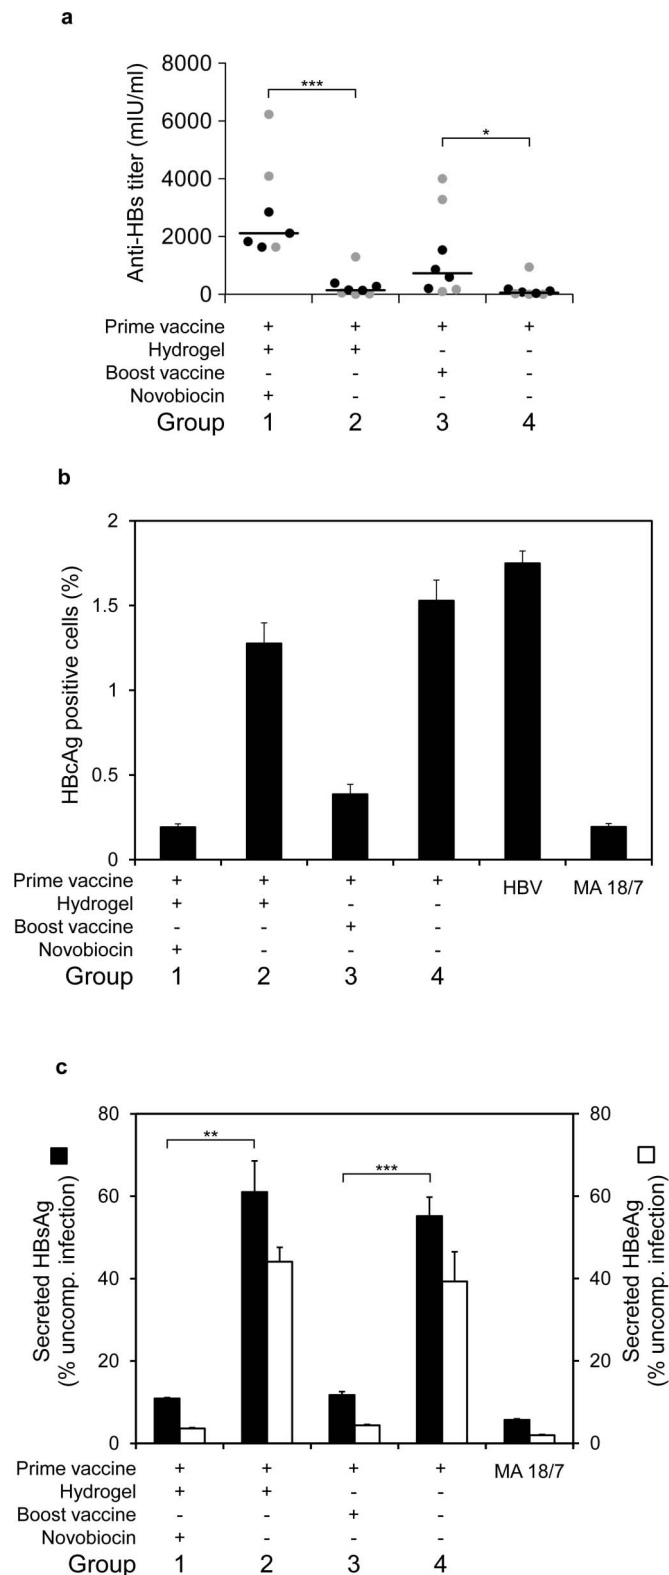 a
8000
6000
4000
2000
0
Anti-HBs titer (mIU/ml)
***
*
Prime vaccine + + + +
Hydrogel + + - -
Boost vaccine - - + -
Novobiocin + - - -
Group 1 2 3 4
b
2
1.5
1
0.5
0
HBcAg positive cells (%)
Prime vaccine + + + + HBV MA 18/7
Hydrogel + + - -
Boost vaccine - - + -
Novobiocin + - - -
Group 1 2 3 4
c
80 80
60 60
40 40
20 20
0 0
Secreted HBsAg
(% uncomp. infection)
Secreted HBeAg
(% uncomp. infection)
**
***
Prime vaccine + + + + MA 18/7
Hydrogel + + - -
Boost vaccine - - + -
Novobiocin + - - -
Group 1 2 3 4